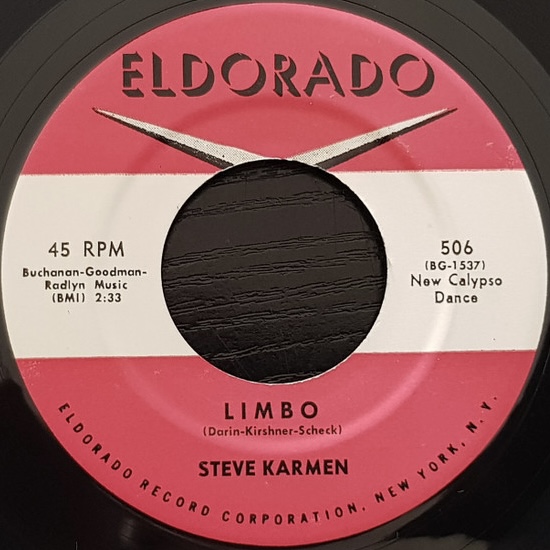 ELDORADO
45 RPM
Buchanan-Goodman-
Radlyn Music
(BMI) 2:33
506
(BG-1537)
New Calypso
Dance
LIMBO
(Darin-Kirshner-Scheck)
STEVE KARMEN
ELDORADO RECORD CORPORATION, NEW YORK, N.Y.